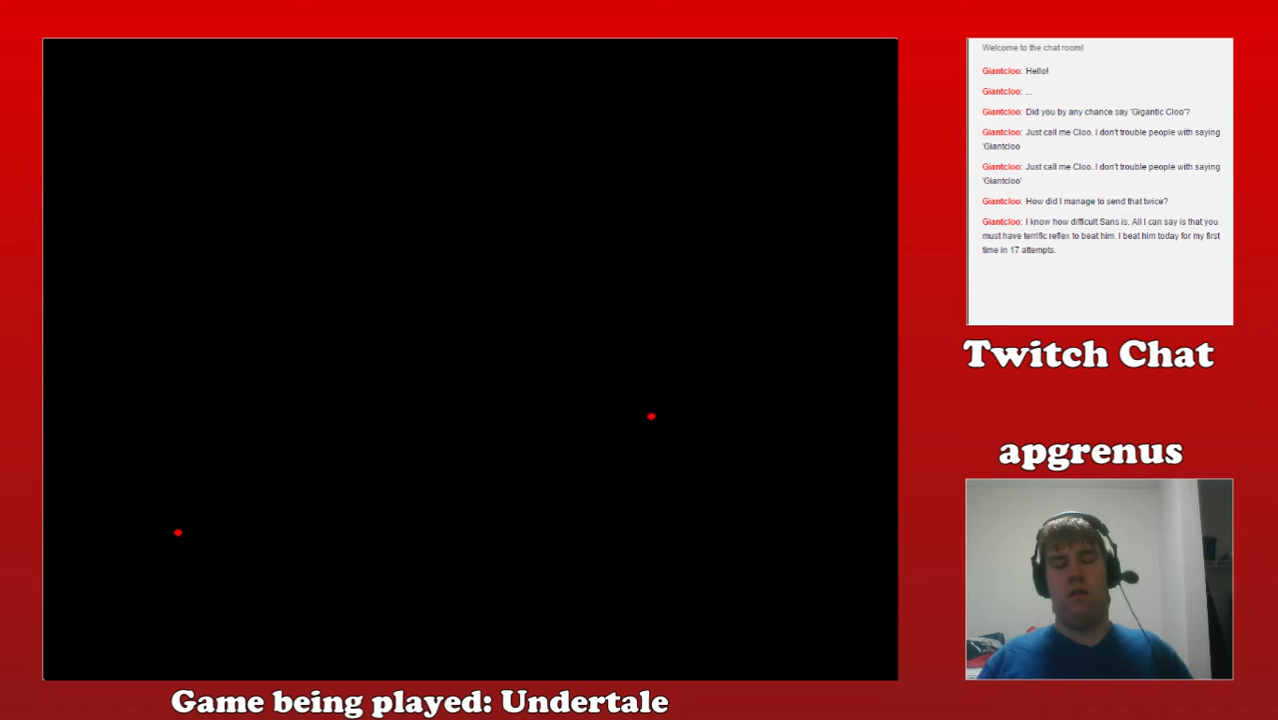 Welcome to the chat room!
Giantcloo: Hello!
Giantcloo: ...
Giantcloo: Did you by any chance say 'Gigantic Cloo'?
Giantcloo: Just call me Cloo. I don't trouble people with saying
'Giantcloo
Giantcloo: Just call me Cloo. I don't trouble people with saying
'Giantcloo'
Giantcloo: How did I manage to send that twice?
Giantcloo: I know how difficult Sans is. All I can say is that you
must have terrific reflex to beat him. I beat him today for my first
time in 17 attempts.
Twitch Chat
apgrenus
Game being played: Undertale